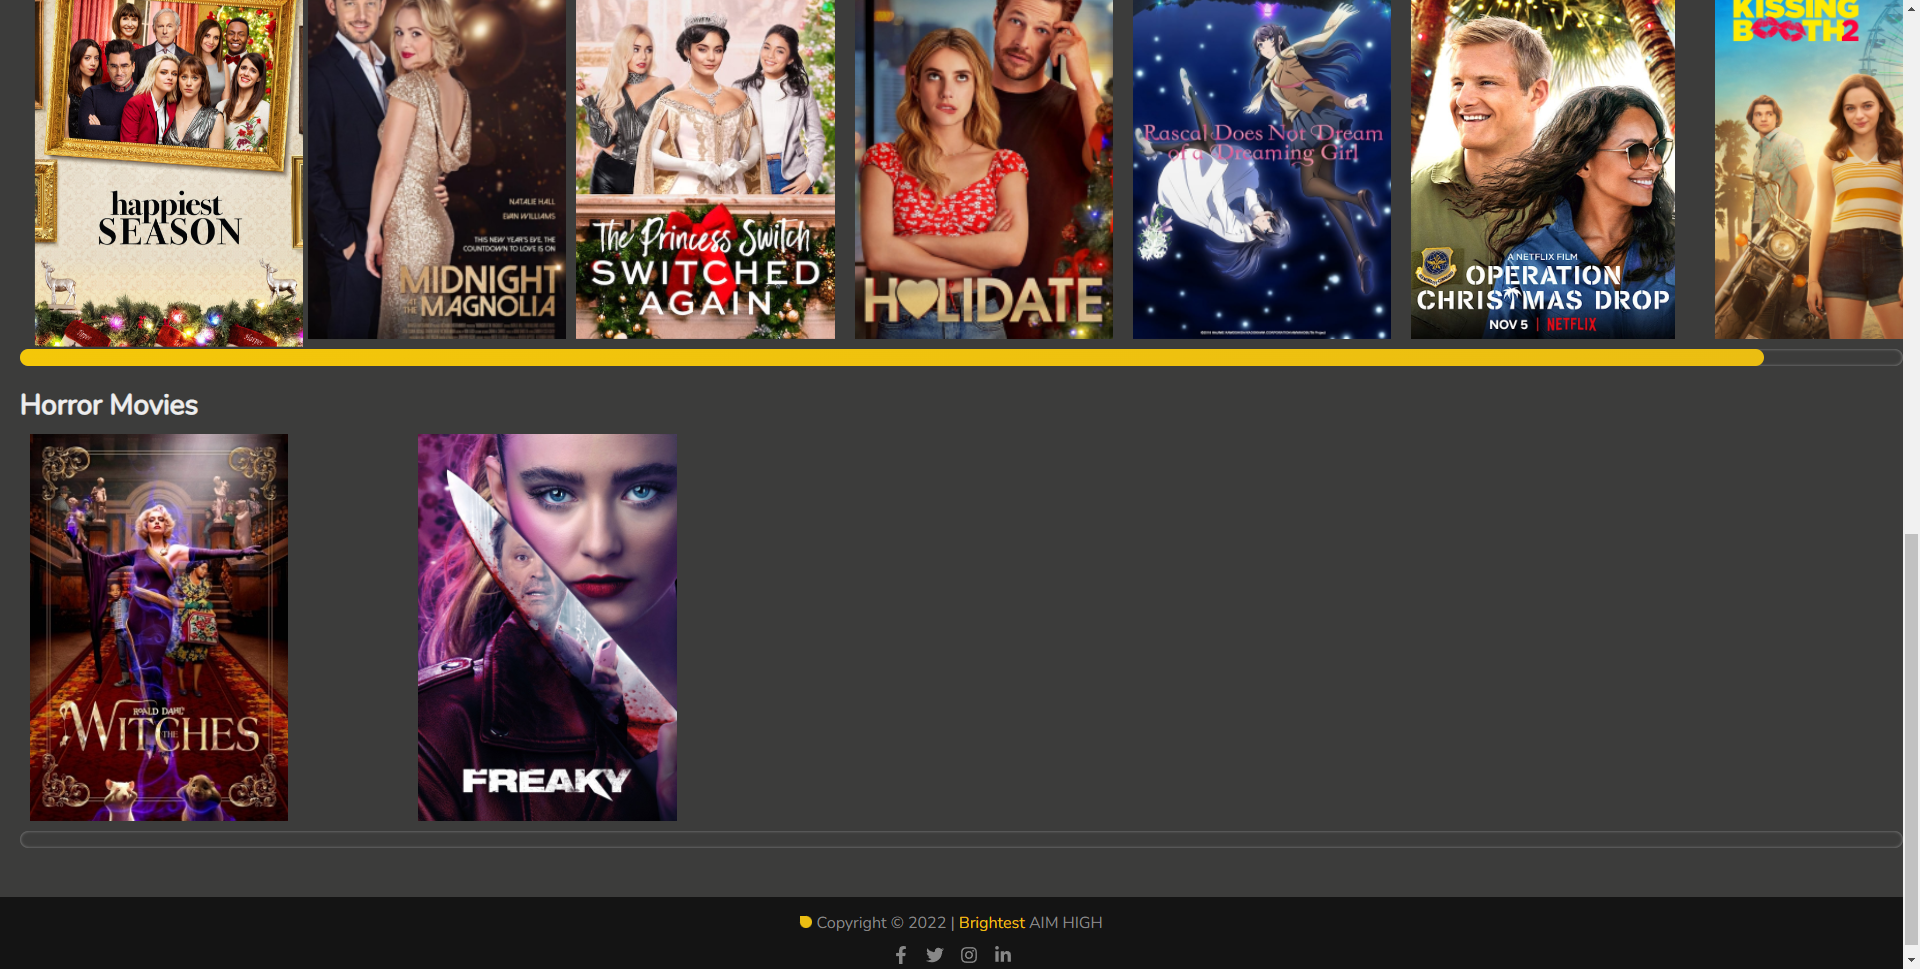 happiest
SEASON
NATALIE HALL
EVAN WILLIAMS
THIS NEW YEAR'S EVE, THE
COUNTDOWN TO LOVE IS ON
MIDNIGHT
AT THE MAGNOLIA
The Princess Switch
SWITCHED
AGAIN
HOLIDATE
Rascal Does Not Dream
of a Dreaming Girl
A NETFLIX FILM
OPERATION
CHRISTMAS DROP
NOV 5 | NETFLIX
KISSING
BOOTH 2
Horror Movies
ROALD DAHL'
WITCHES
THE
FREAKY
Copyright © 2022 | Brightest AIM HIGH